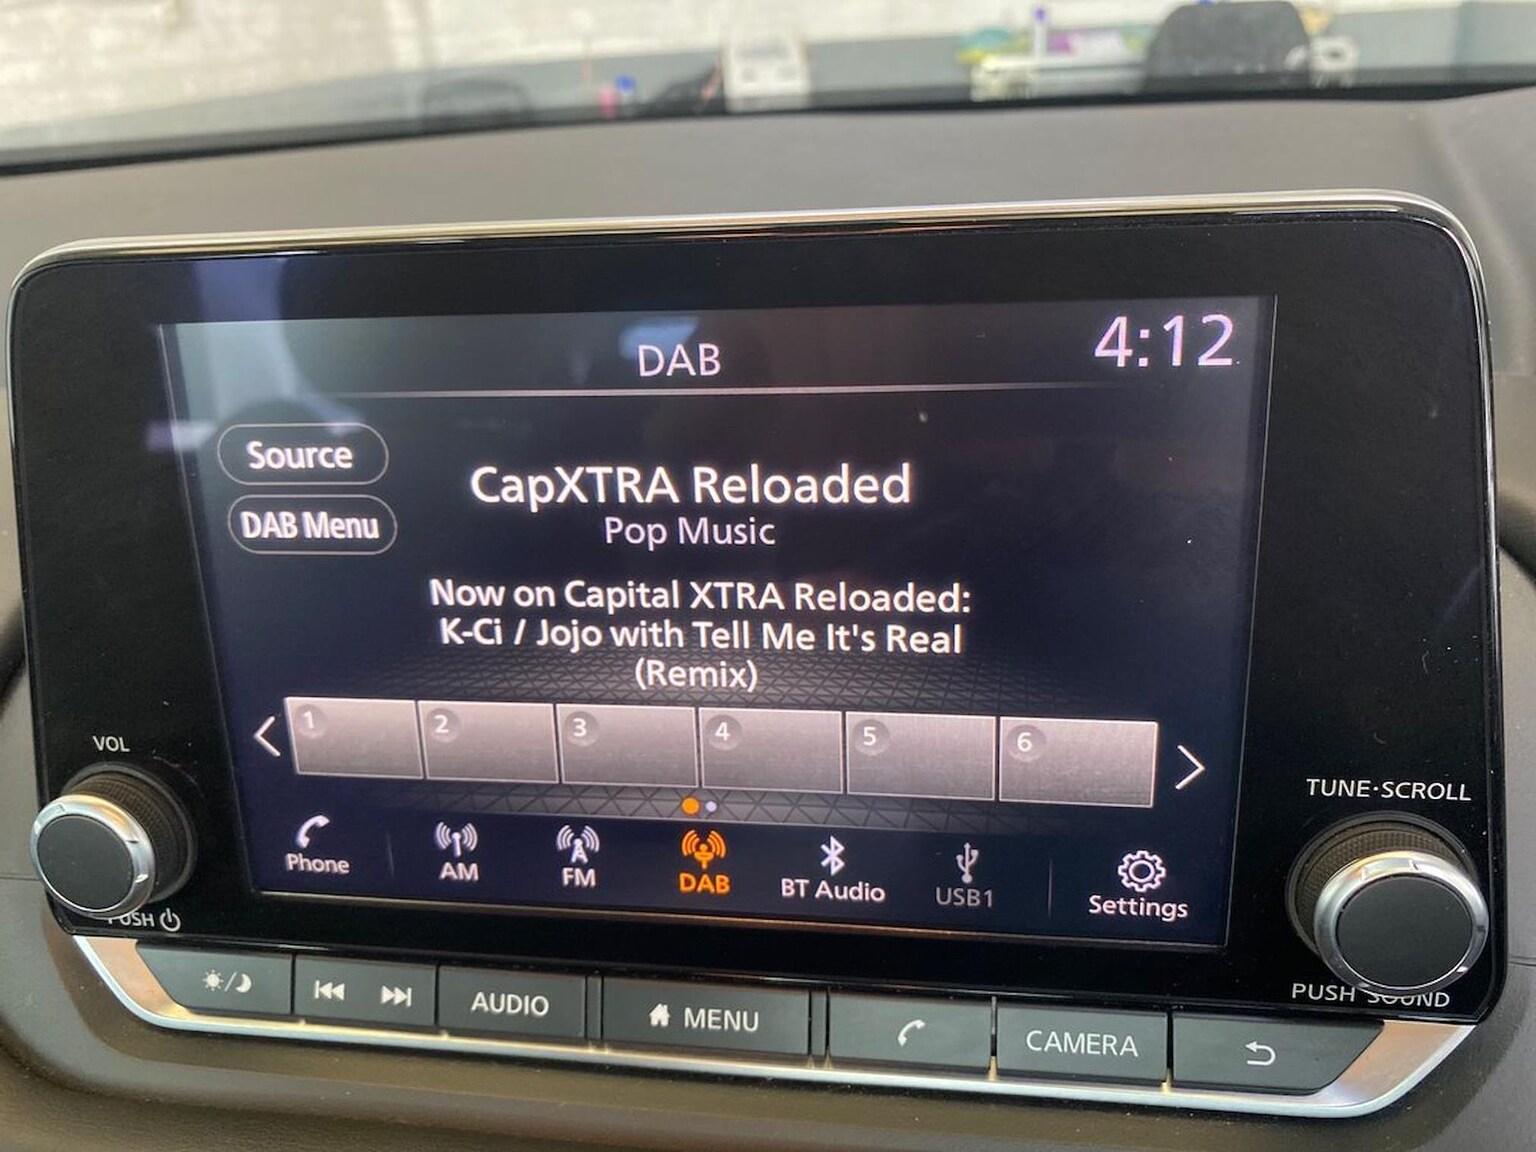 DAB
4:12
Source
DAB Menu
CapXTRA Reloaded
Pop Music
Now on Capital XTRA Reloaded:
K-Ci / Jojo with Tell Me It's Real
(Remix)
1 2 3 4 5 6
Phone AM FM DAB BT Audio USB1 Settings
VOL
PUSH
TUNE·SCROLL
PUSH SOUND
AUDIO MENU CAMERA